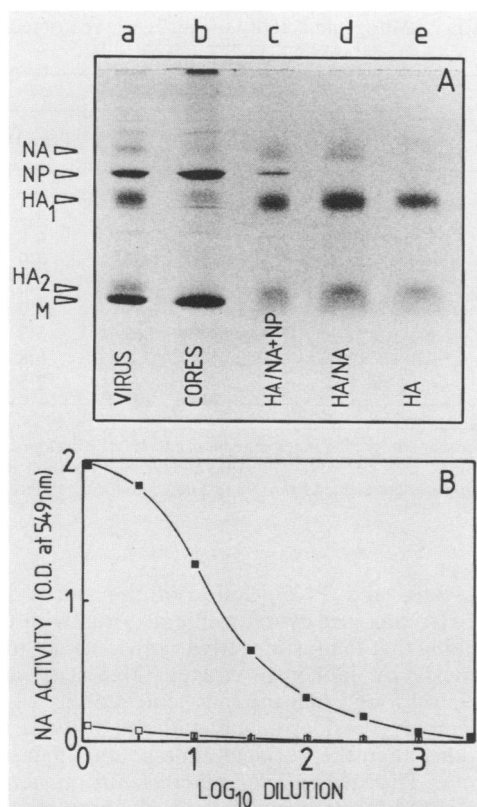 a b c d e
A
NA
NP
HA1
HA2
M
VIRUS
CORES
HA/NA+NP
HA/NA
HA
B
NA ACTIVITY (O.D. at 549nm)
2
1
0
0 1 2 3
LOG10 DILUTION